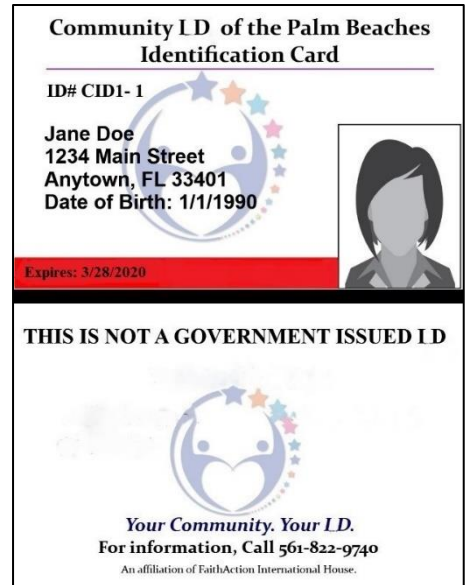 Community I.D of the Palm Beaches
Identification Card
ID# CID1- 1
Jane Doe
1234 Main Street
Anytown, FL 33401
Date of Birth: 1/1/1990
Expires: 3/28/2020
THIS IS NOT A GOVERNMENT ISSUED I.D
Your Community. Your I.D.
For information, Call 561-822-9740
An affiliation of FaithAction International House.